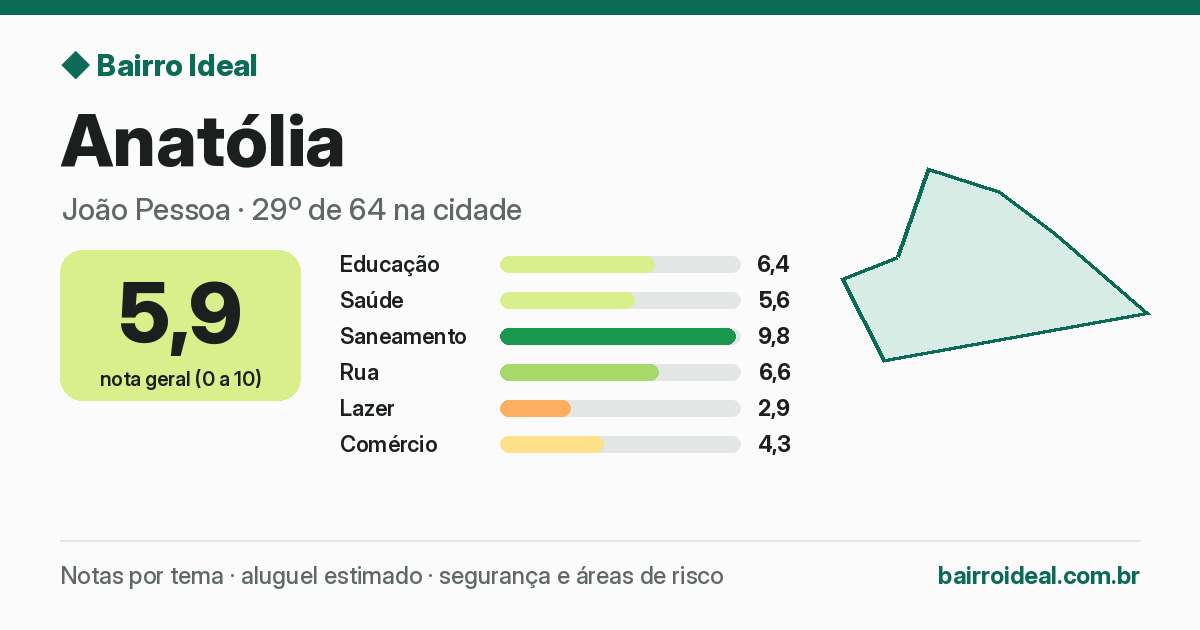 Bairro Ideal
Anatólia
João Pessoa · 29º de 64 na cidade
5,9
nota geral (0 a 10)
Educação 6,4
Saúde 5,6
Saneamento 9,8
Rua 6,6
Lazer 2,9
Comércio 4,3
Notas por tema · aluguel estimado · segurança e áreas de risco
bairroideal.com.br